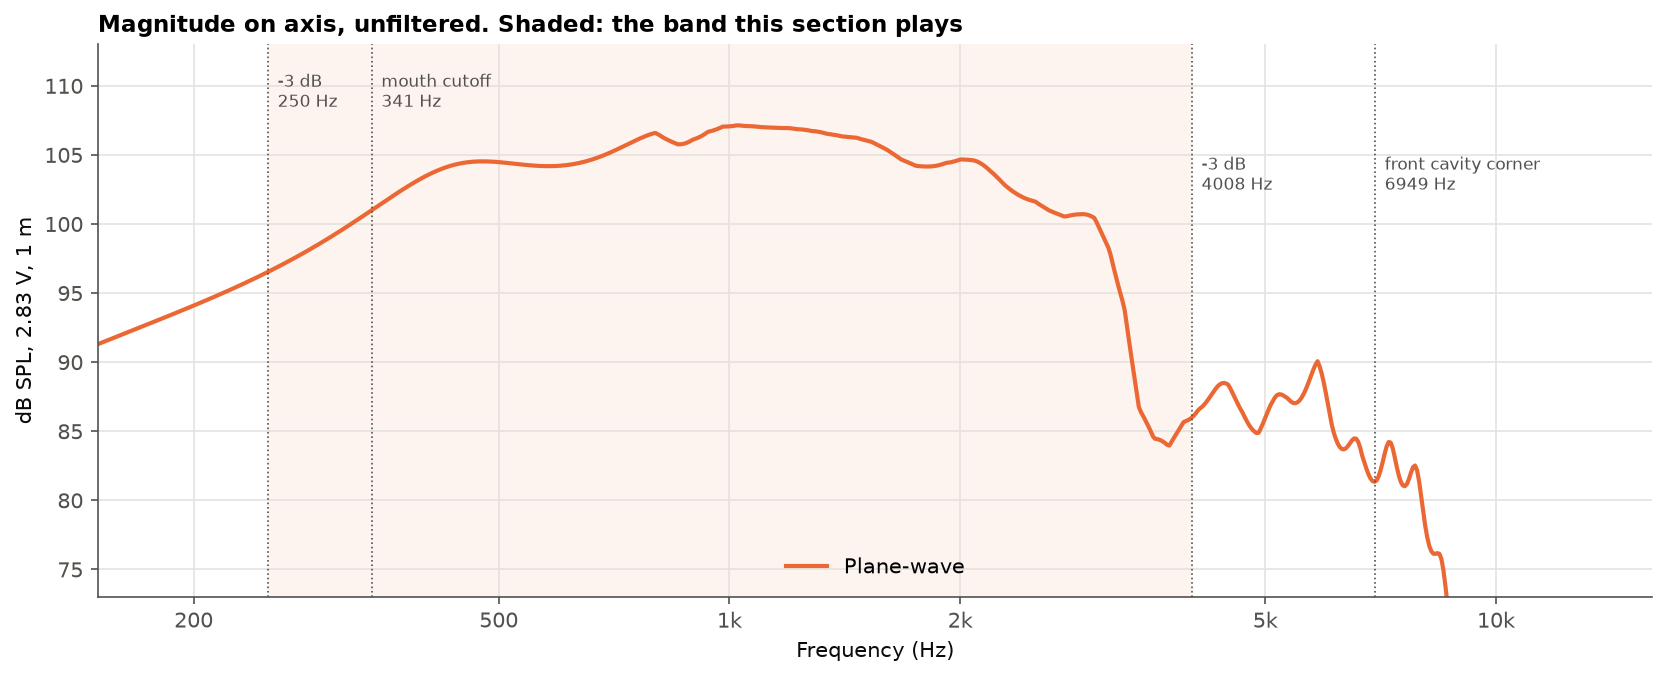 Magnitude on axis, unfiltered. Shaded: the band this section plays
-3 dB
250 Hz
mouth cutoff
341 Hz
-3 dB
4008 Hz
front cavity corner
6949 Hz
110
105
100
95
90
85
80
75
dB SPL, 2.83 V, 1 m
Plane-wave
200
500
1k
2k
5k
10k
Frequency (Hz)